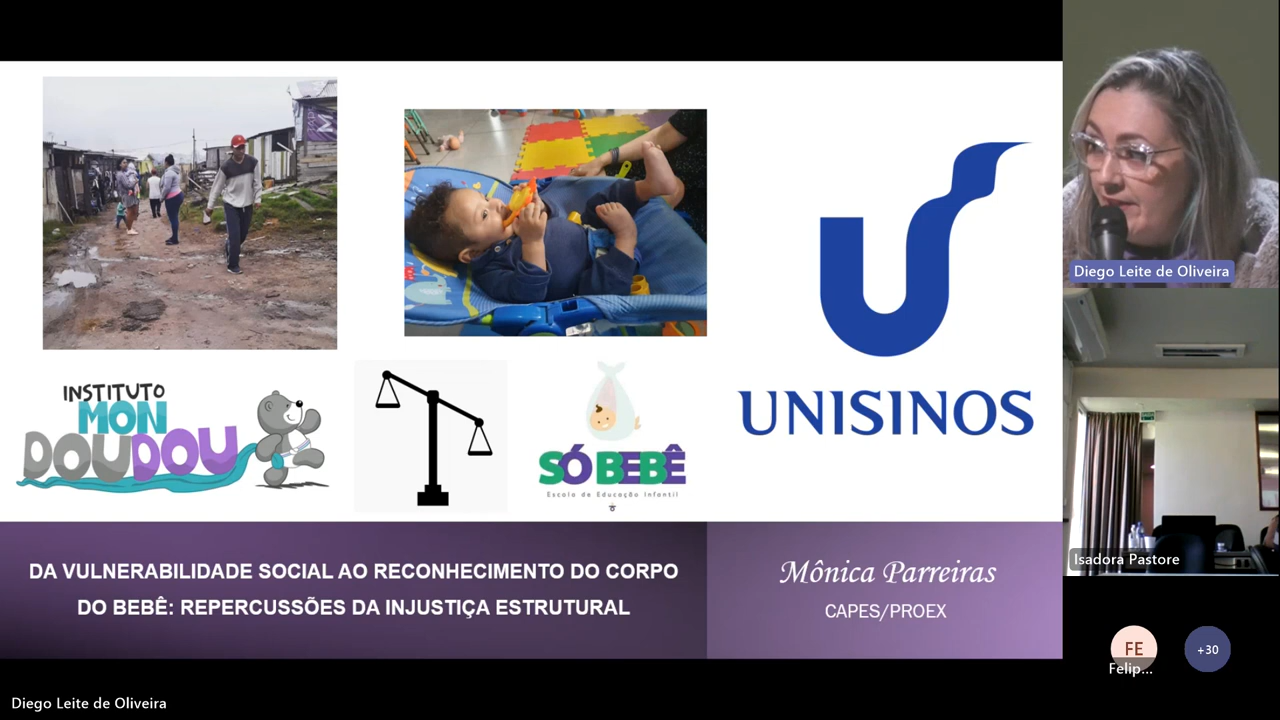 INSTITUTO
MON
DOUDOU
SÓ BEBÊ
Escola de Educação Infantil
UNISINOS
DA VULNERABILIDADE SOCIAL AO RECONHECIMENTO DO CORPO
DO BEBÊ: REPERCUSSÕES DA INJUSTIÇA ESTRUTURAL
Mônica Parreiras
CAPES/PROEX
Diego Leite de Oliveira
Isadora Pastore
FE
Felip...
+30
Diego Leite de Oliveira